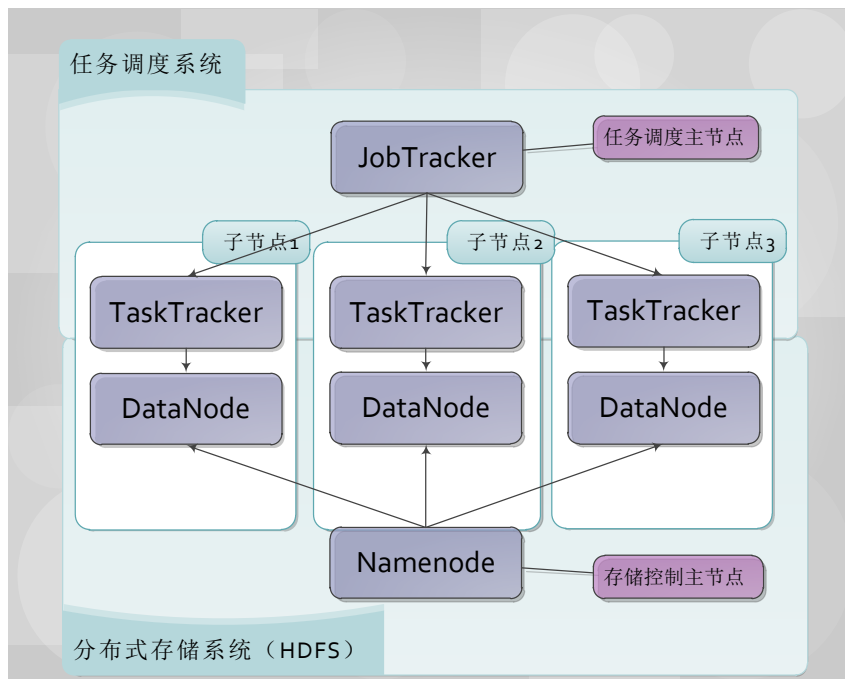 任务调度系统
JobTracker
任务调度主节点
子节点1
子节点2
子节点3
TaskTracker
TaskTracker
TaskTracker
DataNode
DataNode
DataNode
Namenode
存储控制主节点
分布式存储系统（HDFS）